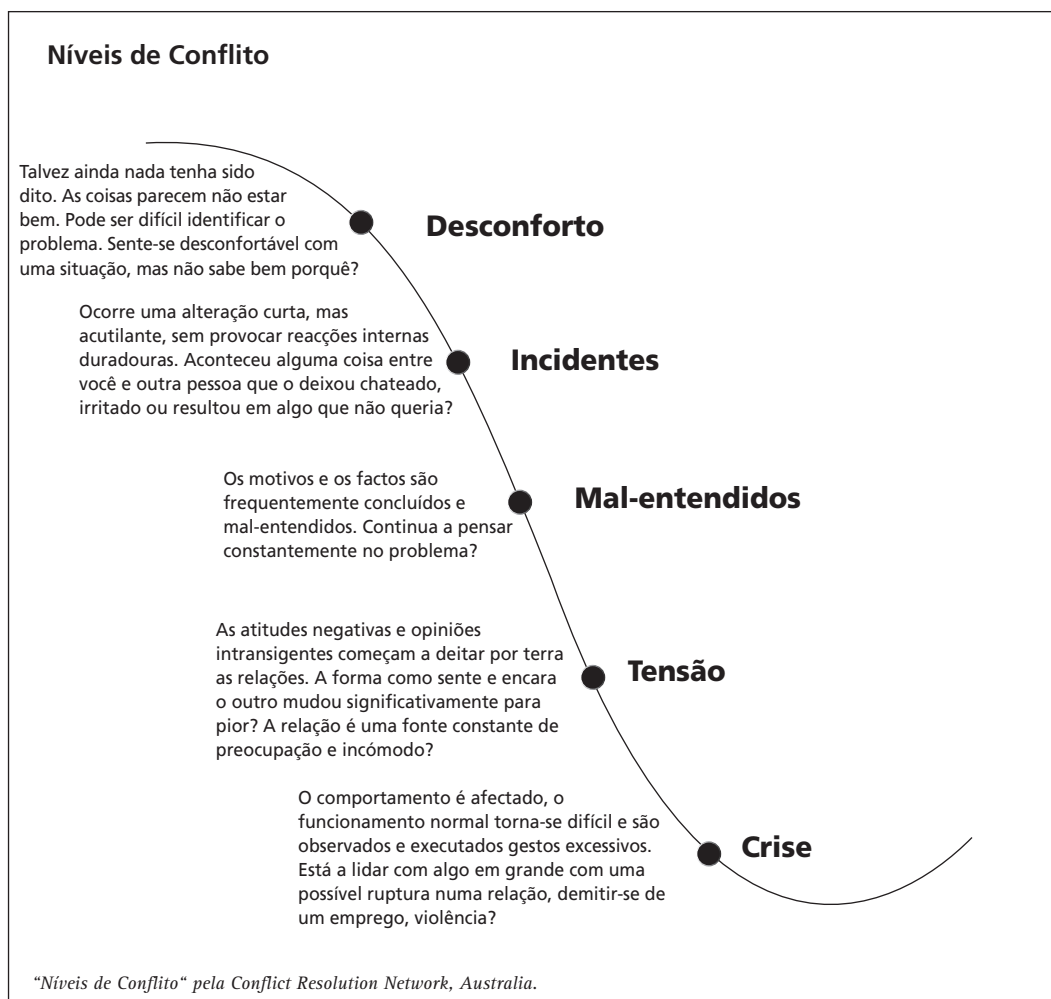 Níveis de Conflito
Talvez ainda nada tenha sido
dito. As coisas parecem não estar
bem. Pode ser difícil identificar o
problema. Sente-se desconfortável com
uma situação, mas não sabe bem porquê?
Desconforto
Ocorre uma alteração curta, mas
acutilante, sem provocar reacções internas
duradouras. Aconteceu alguma coisa entre
você e outra pessoa que o deixou chateado,
irritado ou resultou em algo que não queria?
Incidentes
Os motivos e os factos são
frequentemente concluídos e
mal-entendidos. Continua a pensar
constantemente no problema?
Mal-entendidos
As atitudes negativas e opiniões
intransigentes começam a deitar por terra
as relações. A forma como sente e encara
o outro mudou significativamente para
pior? A relação é uma fonte constante de
preocupação e incómodo?
Tensão
O comportamento é afectado, o
funcionamento normal torna-se difícil e são
observados e executados gestos excessivos.
Está a lidar com algo em grande com uma
possível ruptura numa relação, demitir-se de
um emprego, violência?
Crise
“Níveis de Conflito“ pela Conflict Resolution Network, Australia.